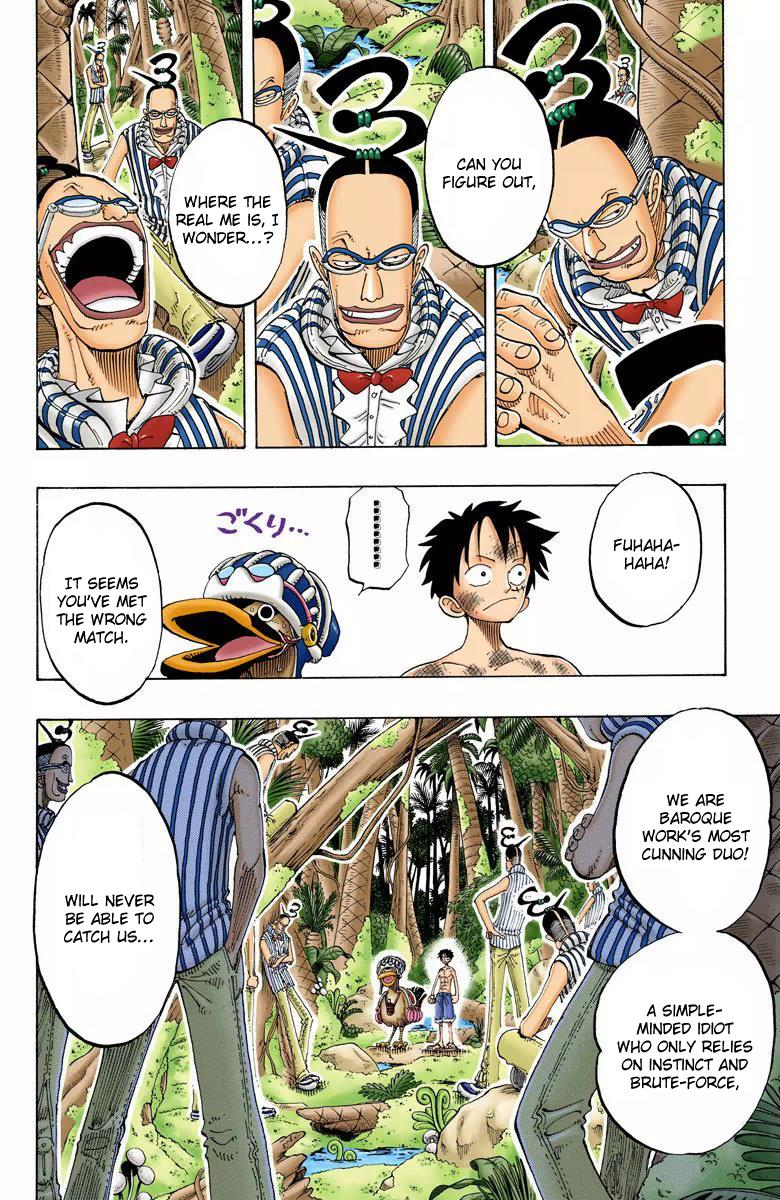 CAN YOU
FIGURE OUT,
WHERE THE
REAL ME IS, I
WONDER...?
FUHAHA-
HAHA!
ごくり...
IT SEEMS
YOU'VE MET
THE WRONG
MATCH.
WE ARE
BAROQUE
WORK'S MOST
CUNNING DUO!
A SIMPLE-
MINDED IDIOT
WHO ONLY RELIES
ON INSTINCT AND
BRUTE-FORCE,
WILL NEVER
BE ABLE TO
CATCH US...